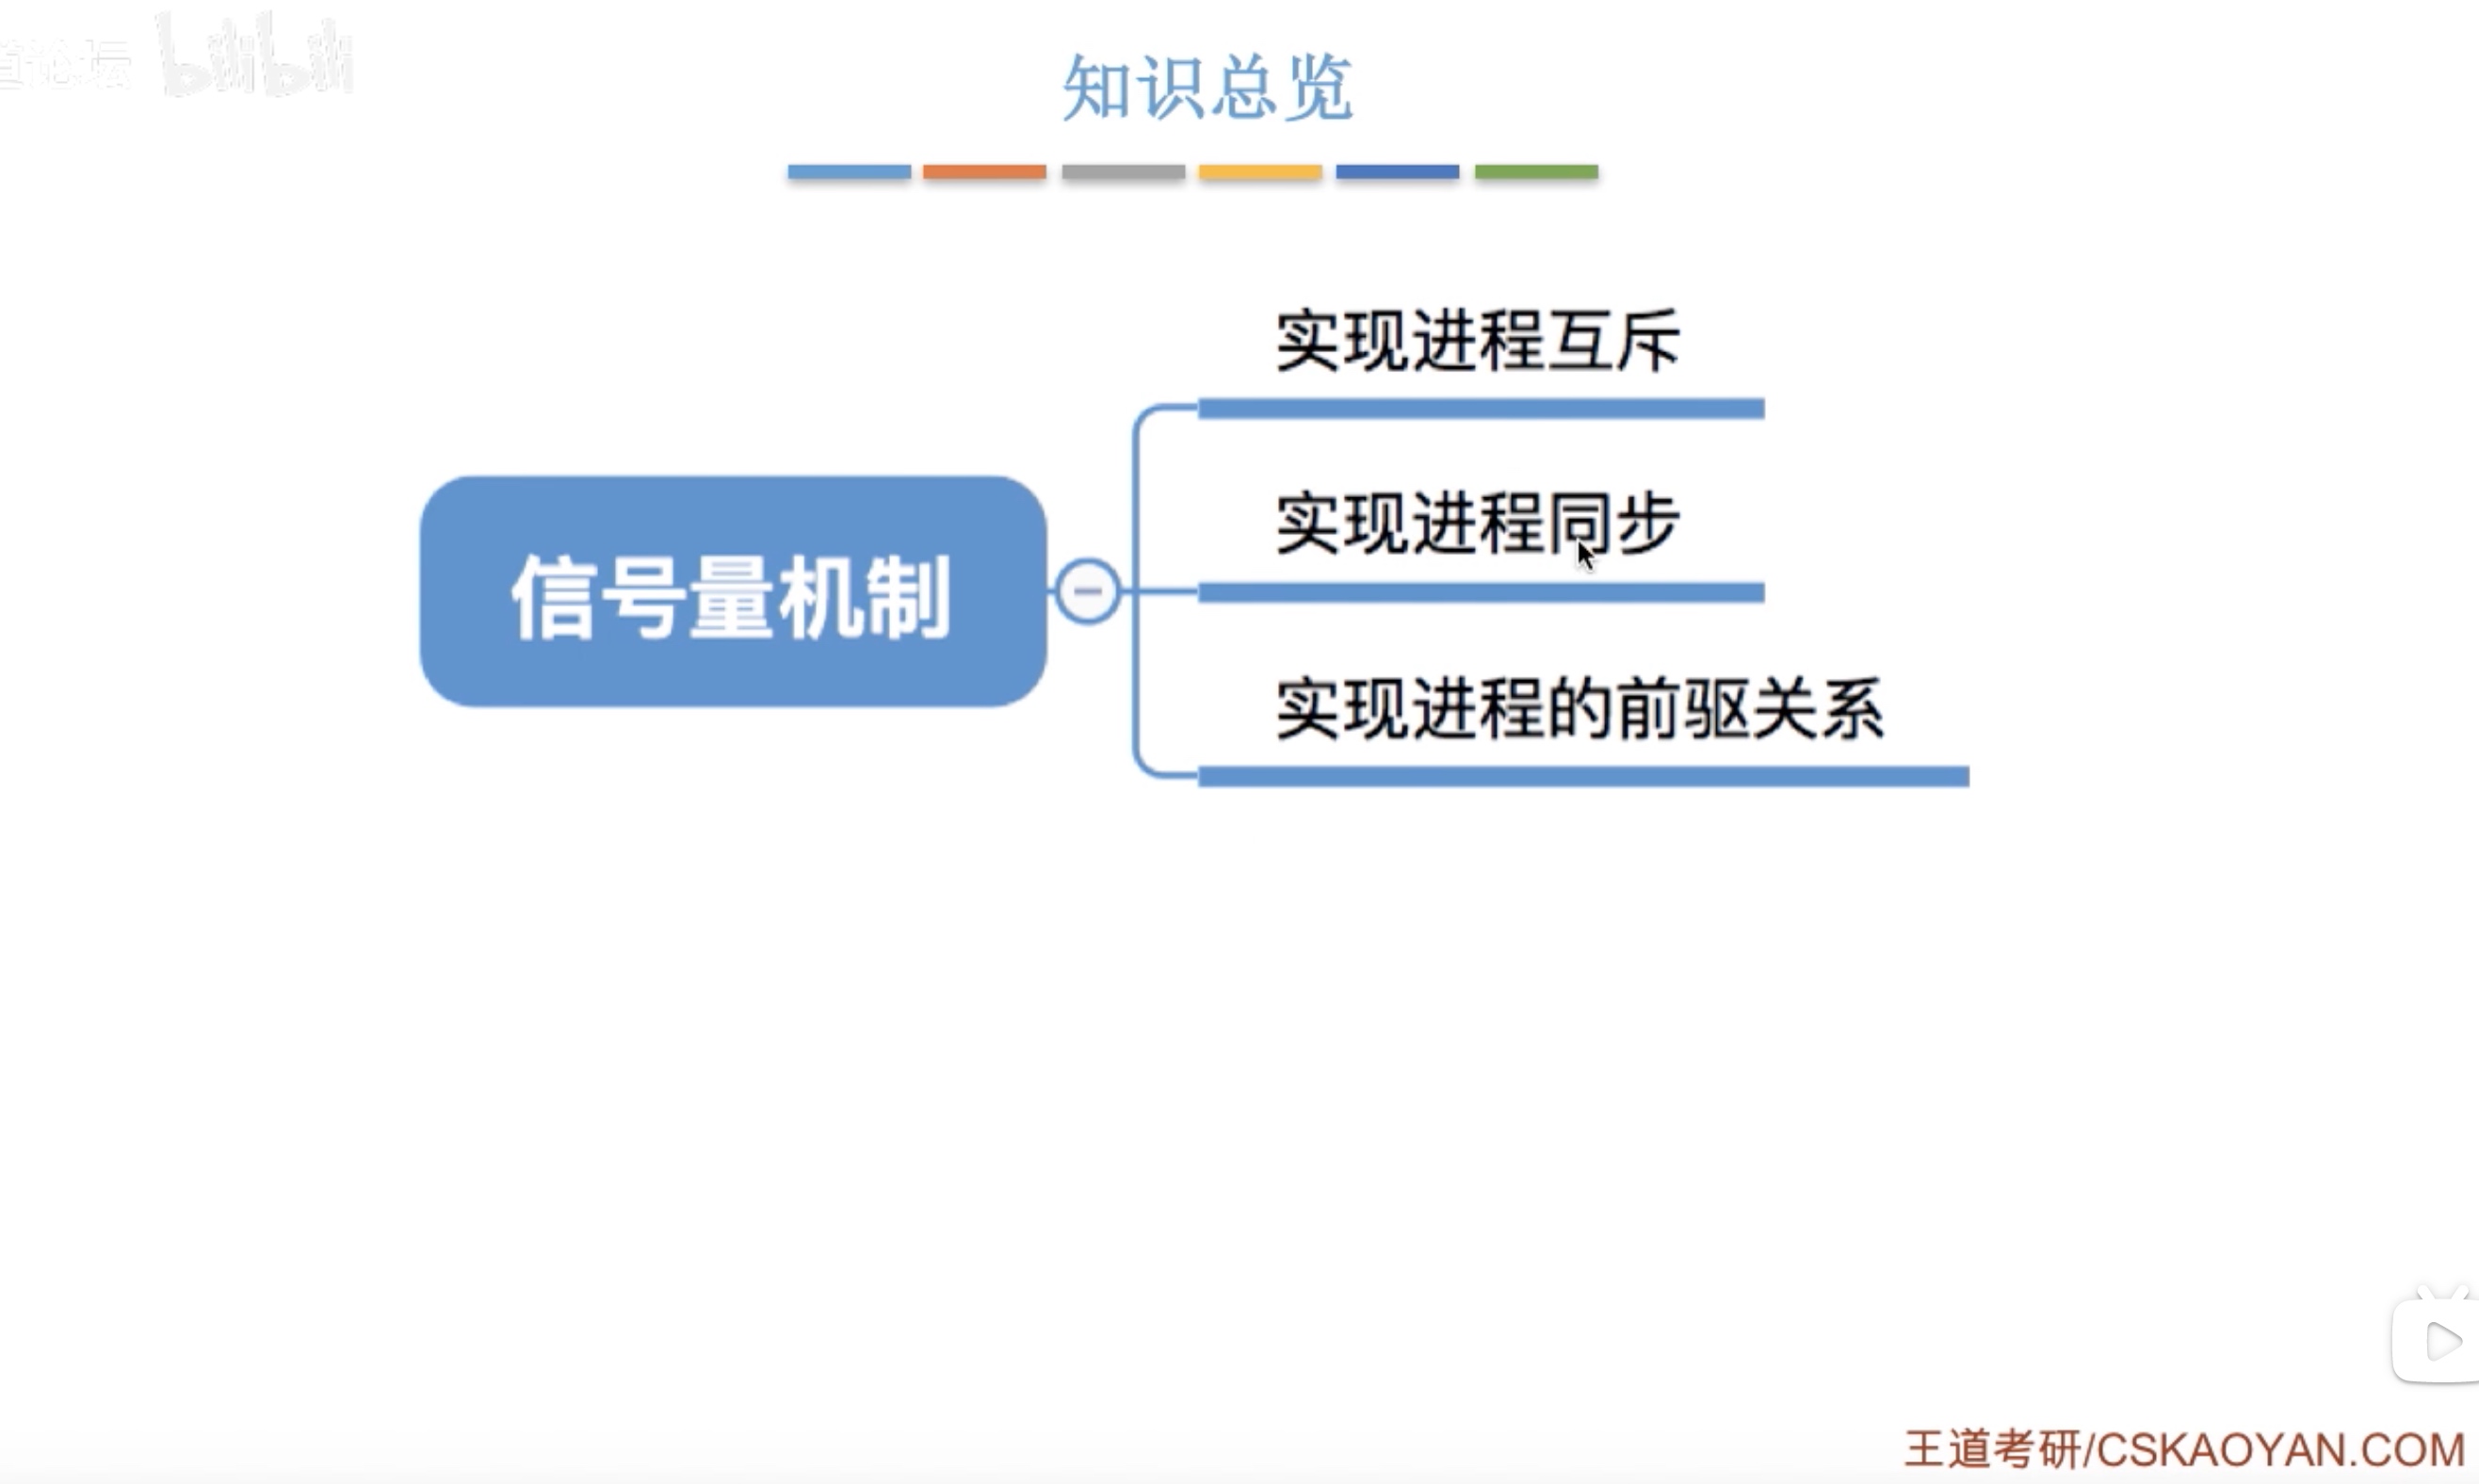 道论坛 bilibili
知识总览
实现进程互斥
实现进程同步
信号量机制
实现进程的前驱关系
王道考研/CSKAOYAN.COM